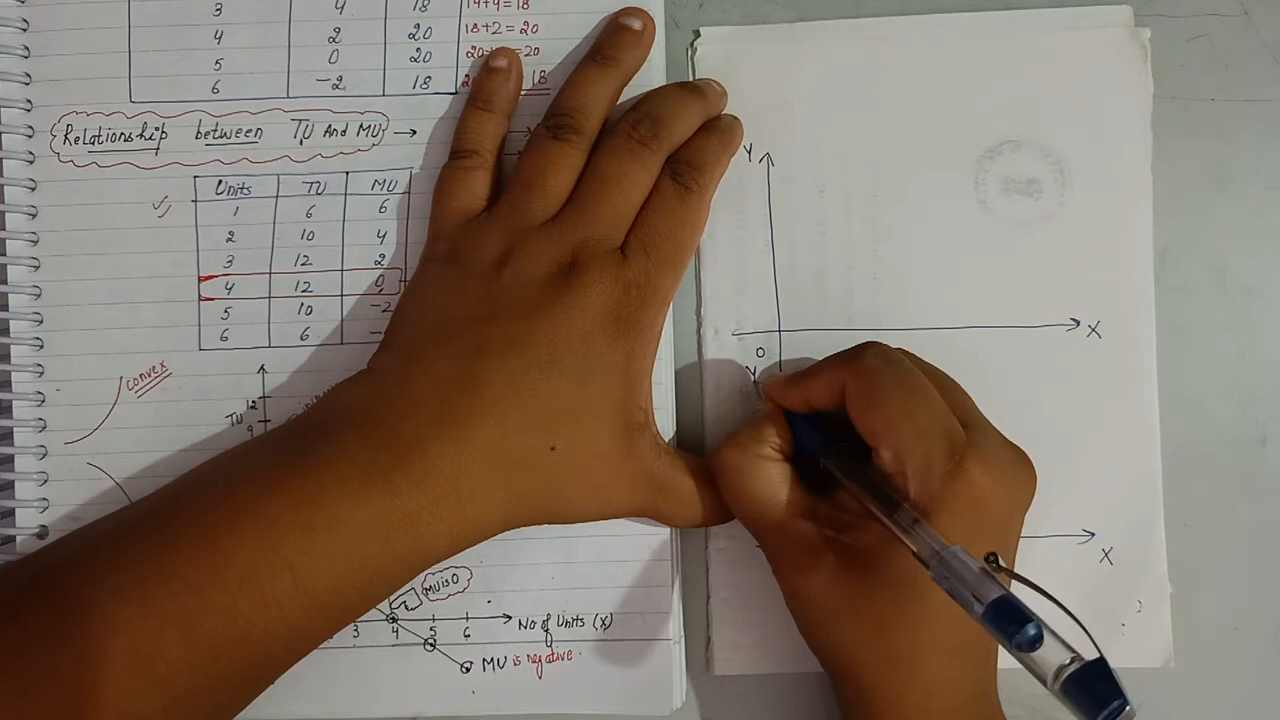 3 4 18 14+4=18
4 2 20 18+2=20
5 0 20 =20
6 -2 18 18
Relationship between TU And MU →
Units TU MU
1 6 6
2 10 4
3 12 2
4 12 0
5 10 -2
6 6
convex
TU 12
9
MU is 0
3 4 5 6 No of Units (X)
MU is negative
Y
X
O
Y
X